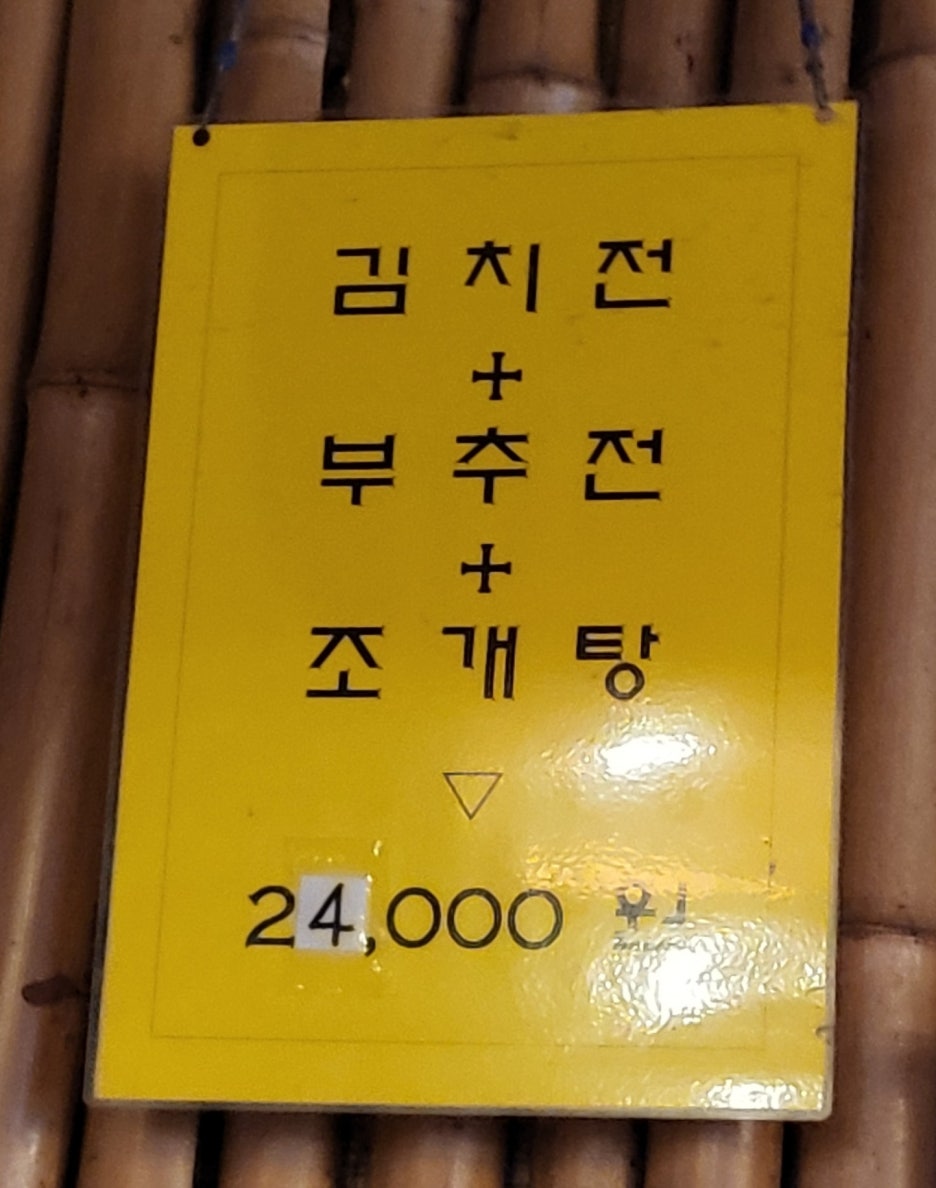 김치전
+
부추전
+
조개탕
▽
24,000 원